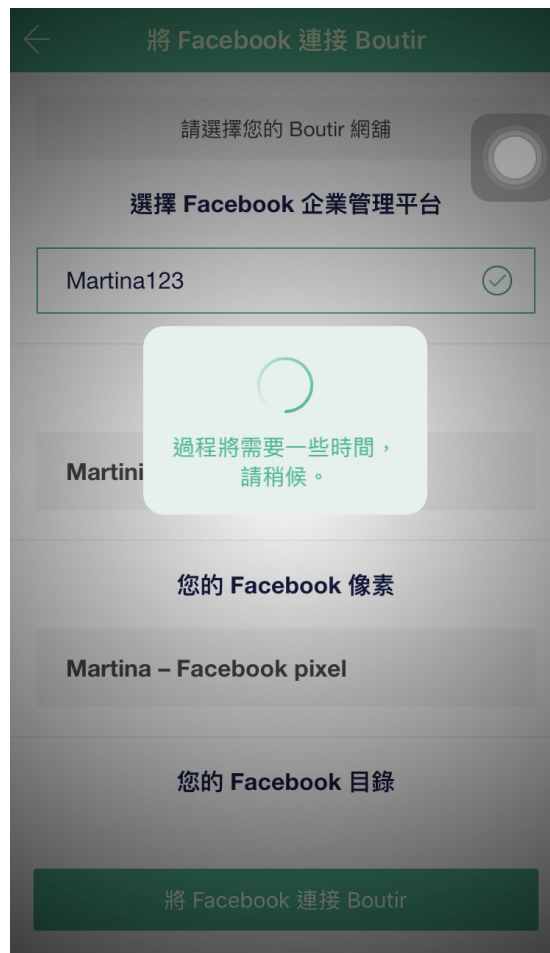 將 Facebook 連接 Boutir
請選擇您的 Boutir 網舖
選擇 Facebook 企業管理平台
Martina123
過程將需要一些時間，
請稍候。
Martini
您的 Facebook 像素
Martina – Facebook pixel
您的 Facebook 目錄
將 Facebook 連接 Boutir